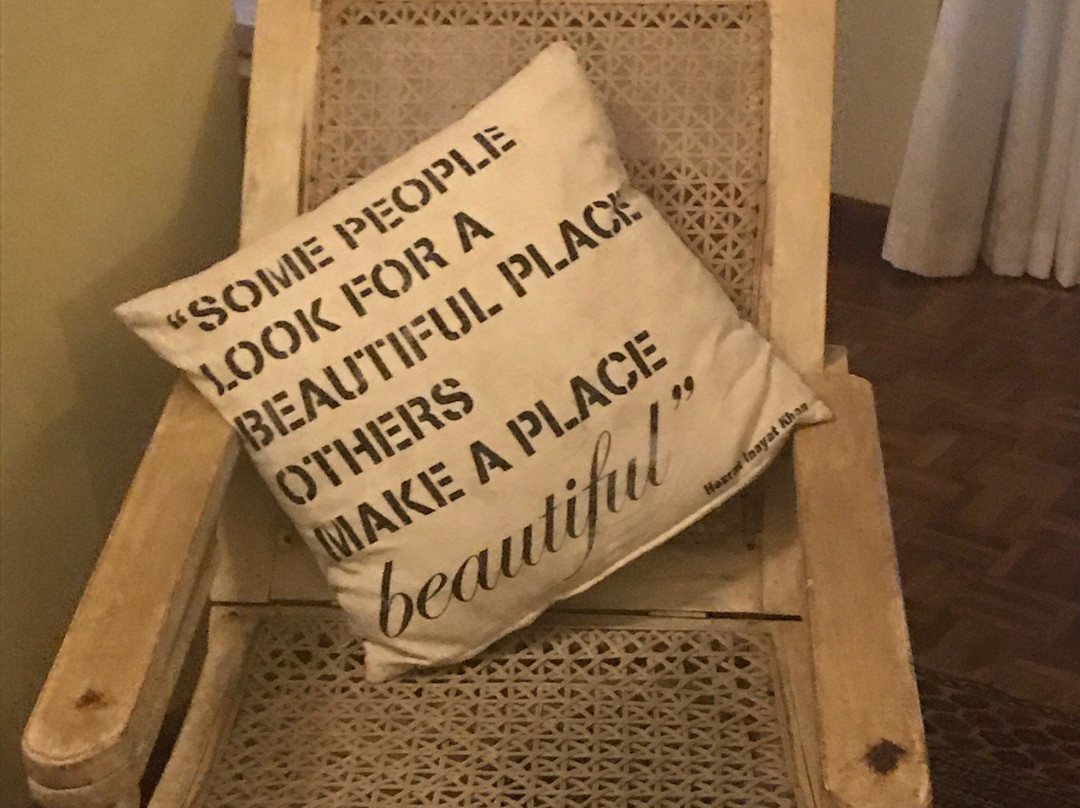 “SOME PEOPLE
LOOK FOR A
BEAUTIFUL PLACE
OTHERS
MAKE A PLACE
beautiful”
Hazrat Inayat Khan